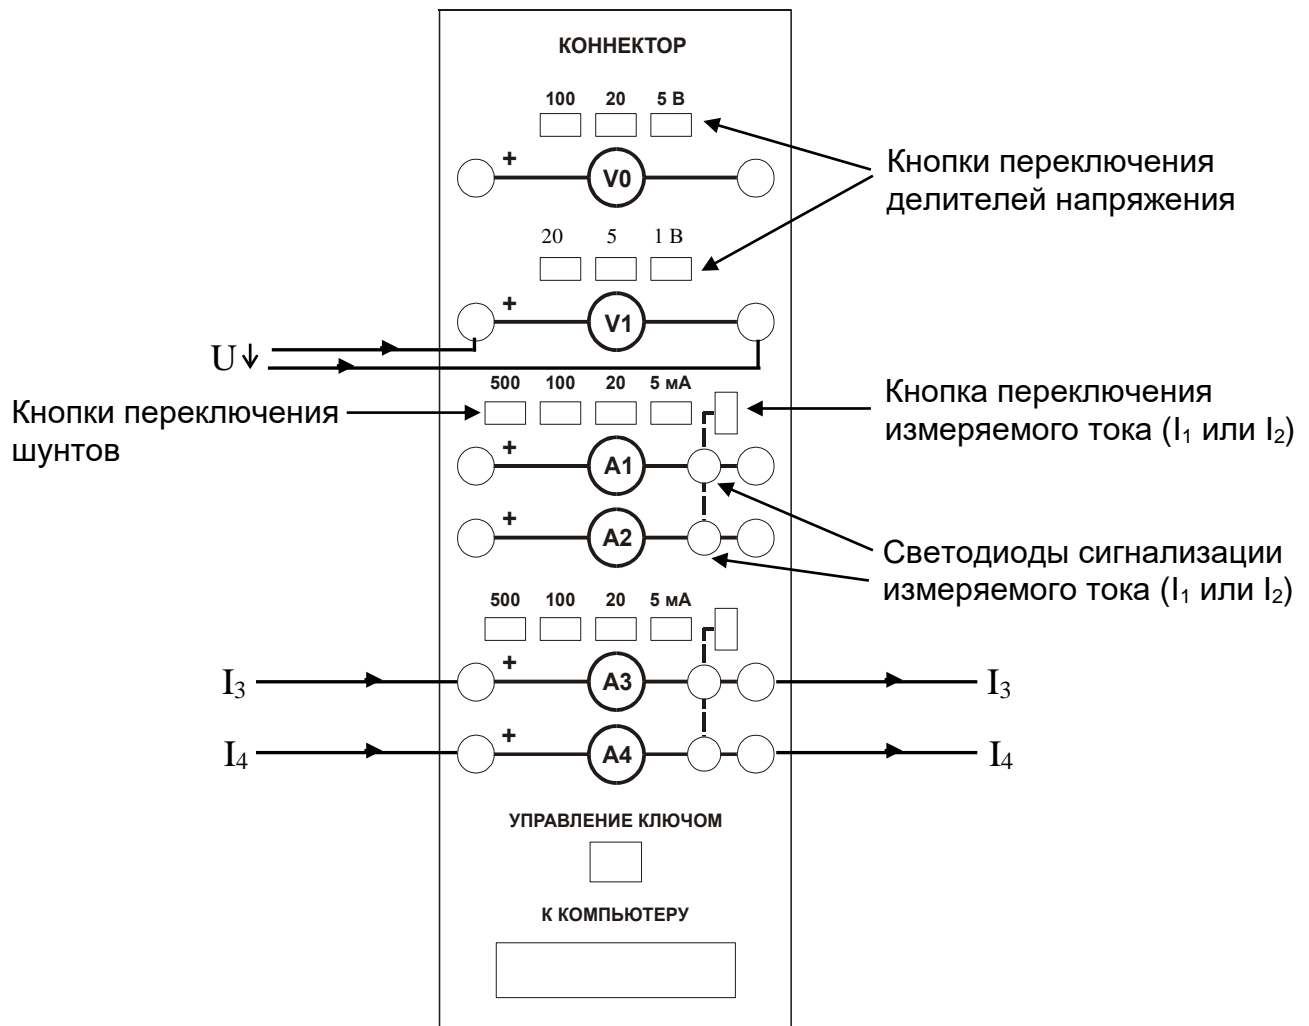 КОННЕКТОР
100 20 5 В
+ V0
Кнопки переключения
делителей напряжения
20 5 1 В
+ V1
U
500 100 20 5 мА
Кнопки переключения
шунтов
Кнопка переключения
измеряемого тока (I₁ или I₂)
+ A1
+ A2
Светодиоды сигнализации
измеряемого тока (I₁ или I₂)
500 100 20 5 мА
I₃ + A3 I₃
I₄ + A4 I₄
УПРАВЛЕНИЕ КЛЮЧОМ
К КОМПЬЮТЕРУ